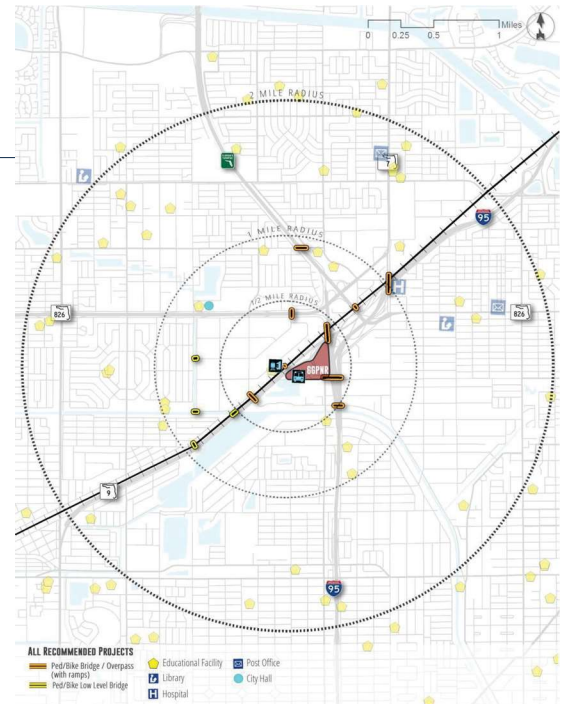 Miles
0 0.25 0.5 1
2 MILE RADIUS
7
95
1 MILE RADIUS
H
826
1/2 MILE RADIUS
826
GGPNR
9
95
ALL RECOMMENDED PROJECTS
Ped/Bike Bridge / Overpass
(with ramps)
Ped/Bike Low Level Bridge
Educational Facility
Library
H Hospital
Post Office
City Hall